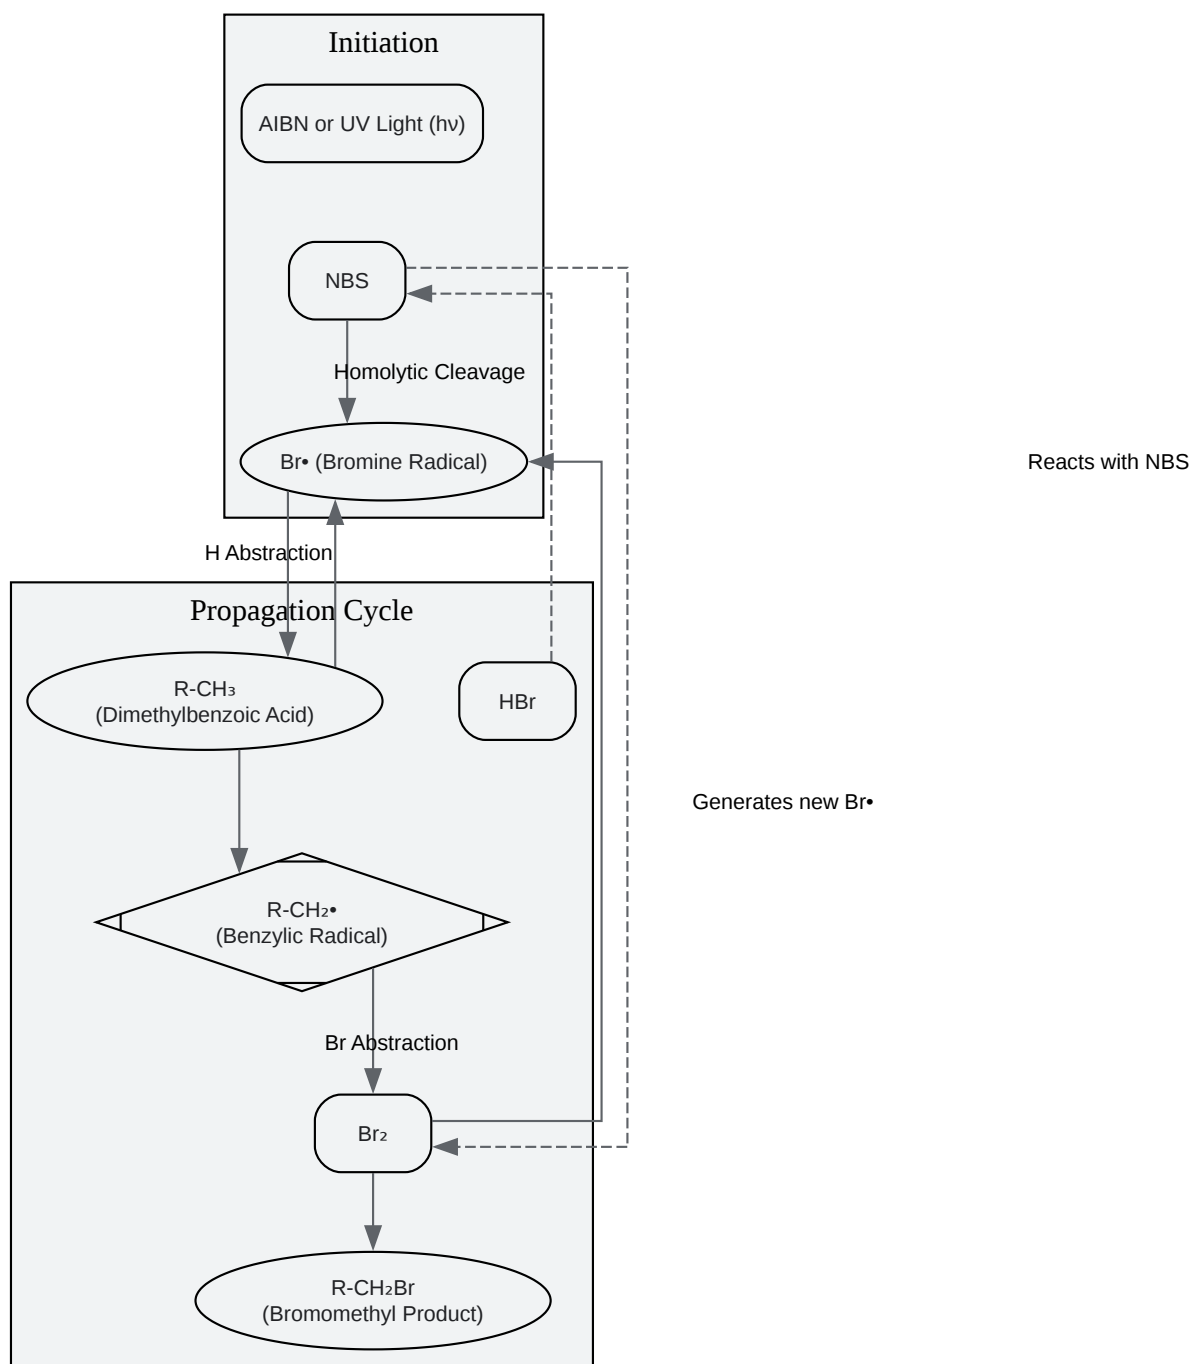 Initiation
AIBN or UV Light (hν)
NBS
Homolytic Cleavage
Br• (Bromine Radical)
Reacts with NBS
H Abstraction
Propagation Cycle
R-CH₃
(Dimethylbenzoic Acid)
HBr
Generates new Br•
R-CH₂•
(Benzylic Radical)
Br Abstraction
Br₂
R-CH₂Br
(Bromomethyl Product)